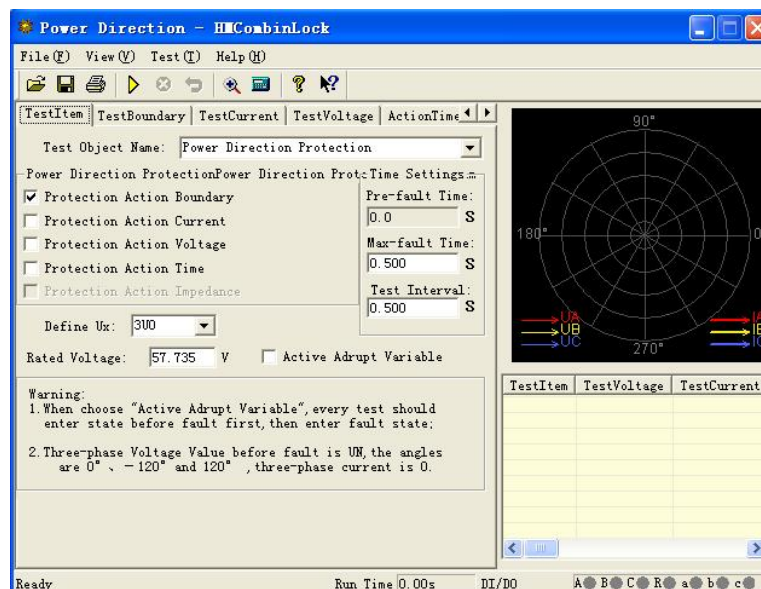 Power Direction - HMCombinLock
File(F) View(V) Test(T) Help(H)
TestItem TestBoundary TestCurrent TestVoltage ActionTime
Test Object Name: Power Direction Protection
Power Direction ProtectionPower Direction Prot
Time Settings
Protection Action Boundary
Protection Action Current
Protection Action Voltage
Protection Action Time
Protection Action Impedance
Pre-fault Time:
0.0 S
Max-fault Time:
0.500 S
Test Interval:
0.500 S
Define Ux: 3U0
Rated Voltage: 57.735 V Active Adrupt Variable
Warning:
1.When choose "Active Adrupt Variable", every test should
enter state before fault first, then enter fault state;
2.Three-phase Voltage Value before fault is UN, the angles
are 0° 、 -120° and 120° , three-phase current is 0.
90°
180°
0
270°
UA
UB
UC
IA
IB
IC
TestItem TestVoltage TestCurrent
Ready Run Time 0.00s DI/DO A B C R a b c